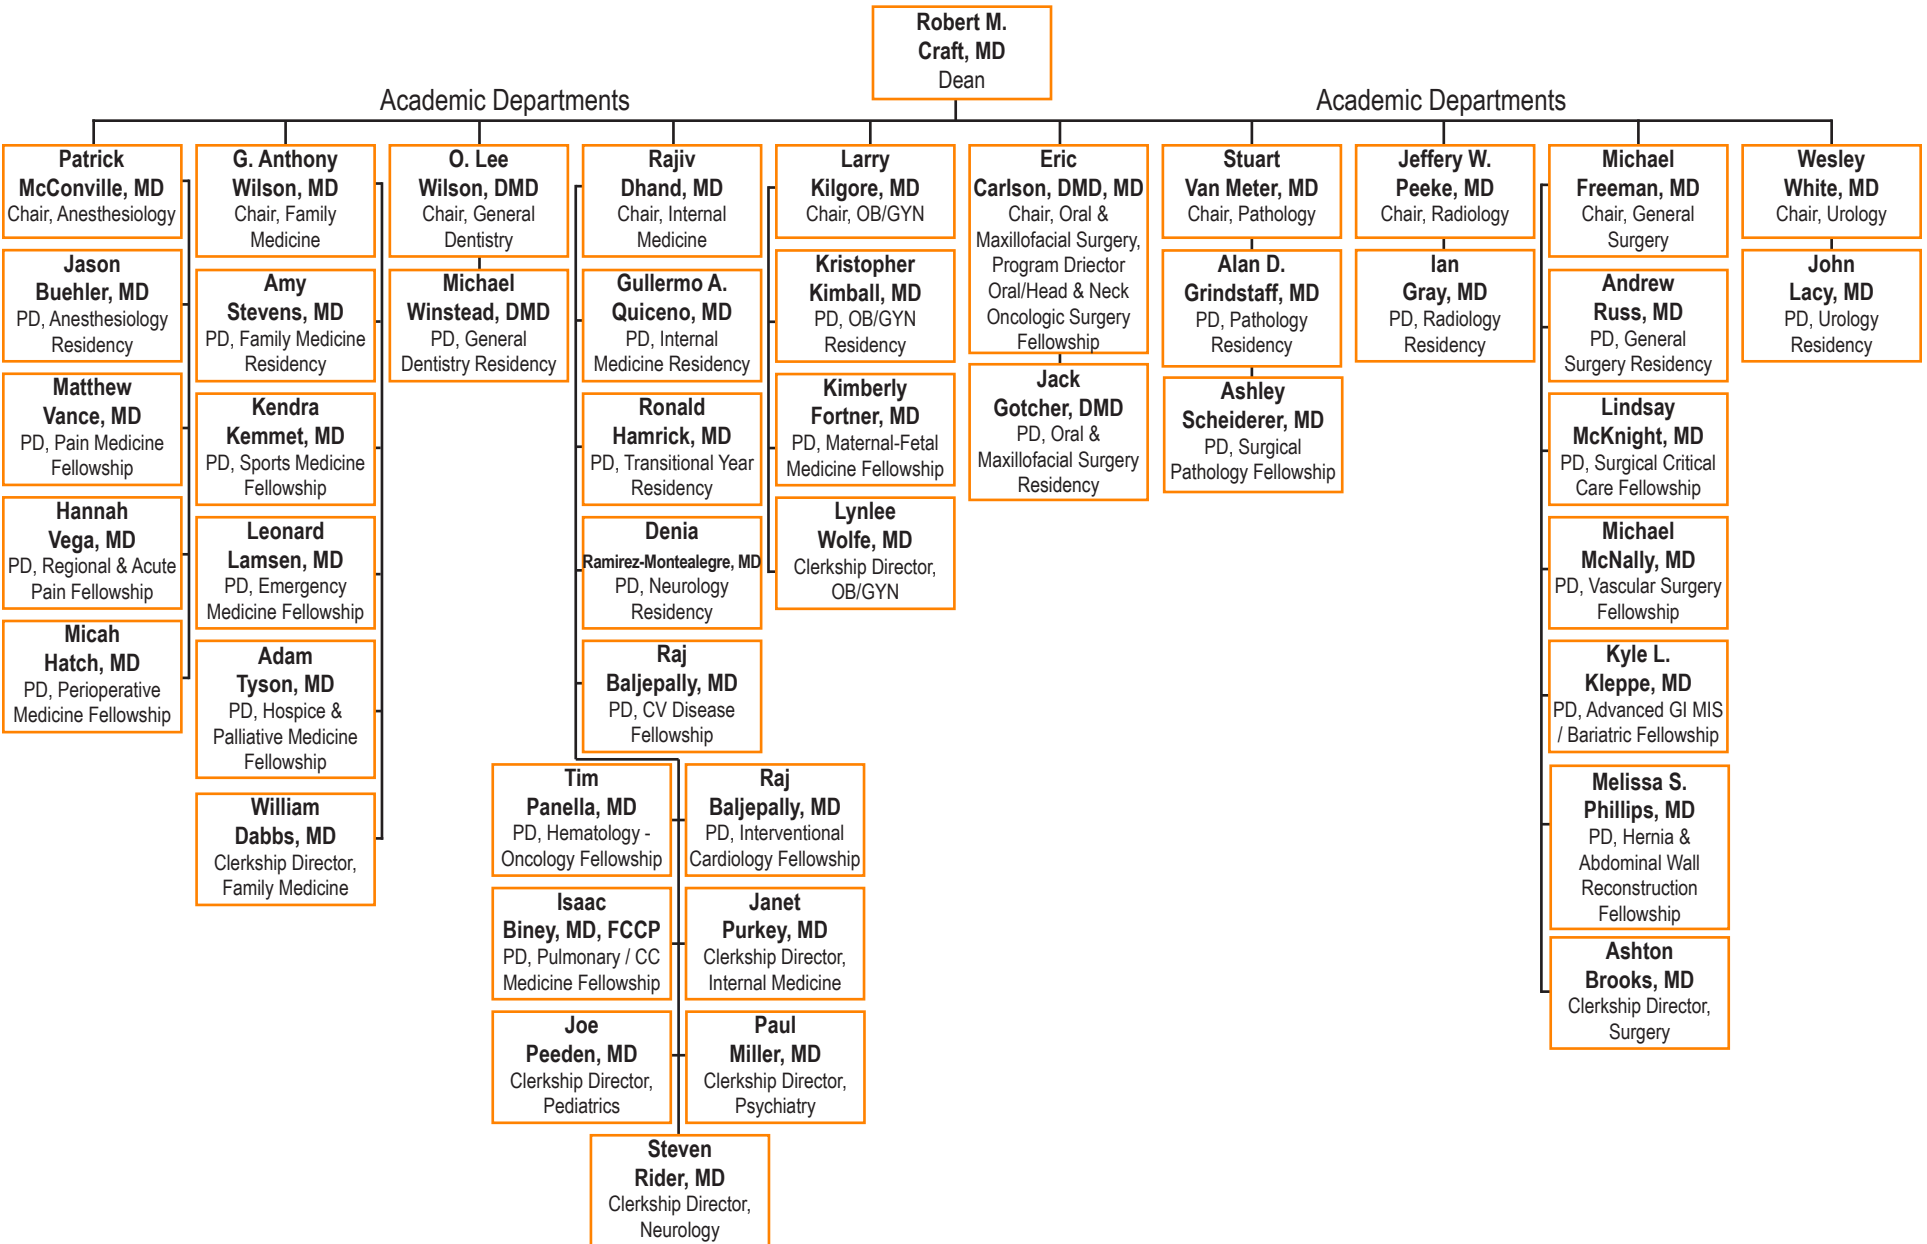 Robert M.
Craft, MD
Dean
Academic Departments
Academic Departments
Patrick
McConville, MD
Chair, Anesthesiology
Jason
Buehler, MD
PD, Anesthesiology
Residency
Matthew
Vance, MD
PD, Pain Medicine
Fellowship
Hannah
Vega, MD
PD, Regional & Acute
Pain Fellowship
Micah
Hatch, MD
PD, Perioperative
Medicine Fellowship
G. Anthony
Wilson, MD
Chair, Family
Medicine
Amy
Stevens, MD
PD, Family Medicine
Residency
Kendra
Kemmet, MD
PD, Sports Medicine
Fellowship
Leonard
Lamsen, MD
PD, Emergency
Medicine Fellowship
Adam
Tyson, MD
PD, Hospice &
Palliative Medicine
Fellowship
William
Dabbs, MD
Clerkship Director,
Family Medicine
O. Lee
Wilson, DMD
Chair, General
Dentistry
Michael
Winstead, DMD
PD, General
Dentistry Residency
Rajiv
Dhand, MD
Chair, Internal
Medicine
Gullermo A.
Quiceno, MD
PD, Internal
Medicine Residency
Ronald
Hamrick, MD
PD, Transitional Year
Residency
Denia
Ramirez-Montealegre, MD
PD, Neurology
Residency
Raj
Baljepally, MD
PD, CV Disease
Fellowship
Tim
Panella, MD
PD, Hematology -
Oncology Fellowship
Raj
Baljepally, MD
PD, Interventional
Cardiology Fellowship
Isaac
Biney, MD, FCCP
PD, Pulmonary / CC
Medicine Fellowship
Janet
Purkey, MD
Clerkship Director,
Internal Medicine
Joe
Peeden, MD
Clerkship Director,
Pediatrics
Paul
Miller, MD
Clerkship Director,
Psychiatry
Steven
Rider, MD
Clerkship Director,
Neurology
Larry
Kilgore, MD
Chair, OB/GYN
Kristopher
Kimball, MD
PD, OB/GYN
Residency
Kimberly
Fortner, MD
PD, Maternal-Fetal
Medicine Fellowship
Lynlee
Wolfe, MD
Clerkship Director,
OB/GYN
Eric
Carlson, DMD, MD
Chair, Oral &
Maxillofacial Surgery,
Program Driector
Oral/Head & Neck
Oncologic Surgery
Fellowship
Jack
Gotcher, DMD
PD, Oral &
Maxillofacial Surgery
Residency
Stuart
Van Meter, MD
Chair, Pathology
Alan D.
Grindstaff, MD
PD, Pathology
Residency
Ashley
Scheiderer, MD
PD, Surgical
Pathology Fellowship
Jeffery W.
Peeke, MD
Chair, Radiology
Ian
Gray, MD
PD, Radiology
Residency
Michael
Freeman, MD
Chair, General
Surgery
Andrew
Russ, MD
PD, General
Surgery Residency
Lindsay
McKnight, MD
PD, Surgical Critical
Care Fellowship
Michael
McNally, MD
PD, Vascular Surgery
Fellowship
Kyle L.
Kleppe, MD
PD, Advanced GI MIS
/ Bariatric Fellowship
Melissa S.
Phillips, MD
PD, Hernia &
Abdominal Wall
Reconstruction
Fellowship
Ashton
Brooks, MD
Clerkship Director,
Surgery
Wesley
White, MD
Chair, Urology
John
Lacy, MD
PD, Urology
Residency